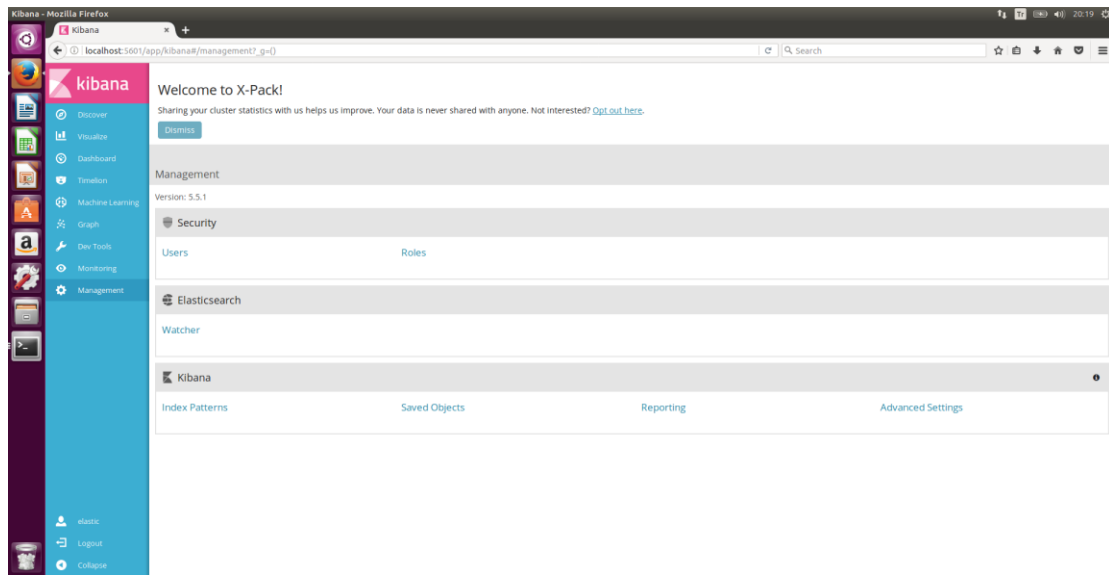 Kibana - Mozilla Firefox
Tr
20:19
Kibana
localhost:5601/app/kibana#/management?_g=()
Search
kibana
Discover
Visualize
Dashboard
Timelion
Machine Learning
Graph
Dev Tools
Monitoring
Management
elastic
Logout
Collapse
Welcome to X-Pack!
Sharing your cluster statistics with us helps us improve. Your data is never shared with anyone. Not interested? Opt out here.
Dismiss
Management
Version: 5.5.1
Security
Users Roles
Elasticsearch
Watcher
Kibana
Index Patterns Saved Objects Reporting Advanced Settings